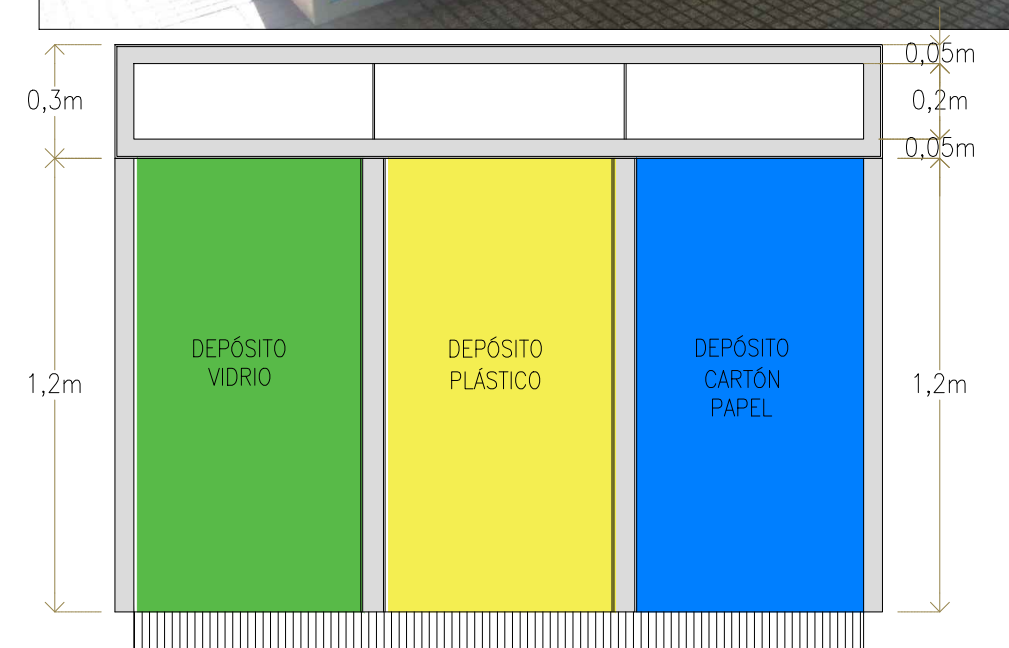 0,05m
0,3m
0,2m
0,05m
DEPÓSITO
VIDRIO
DEPÓSITO
PLÁSTICO
DEPÓSITO
CARTÓN
PAPEL
1,2m
1,2m